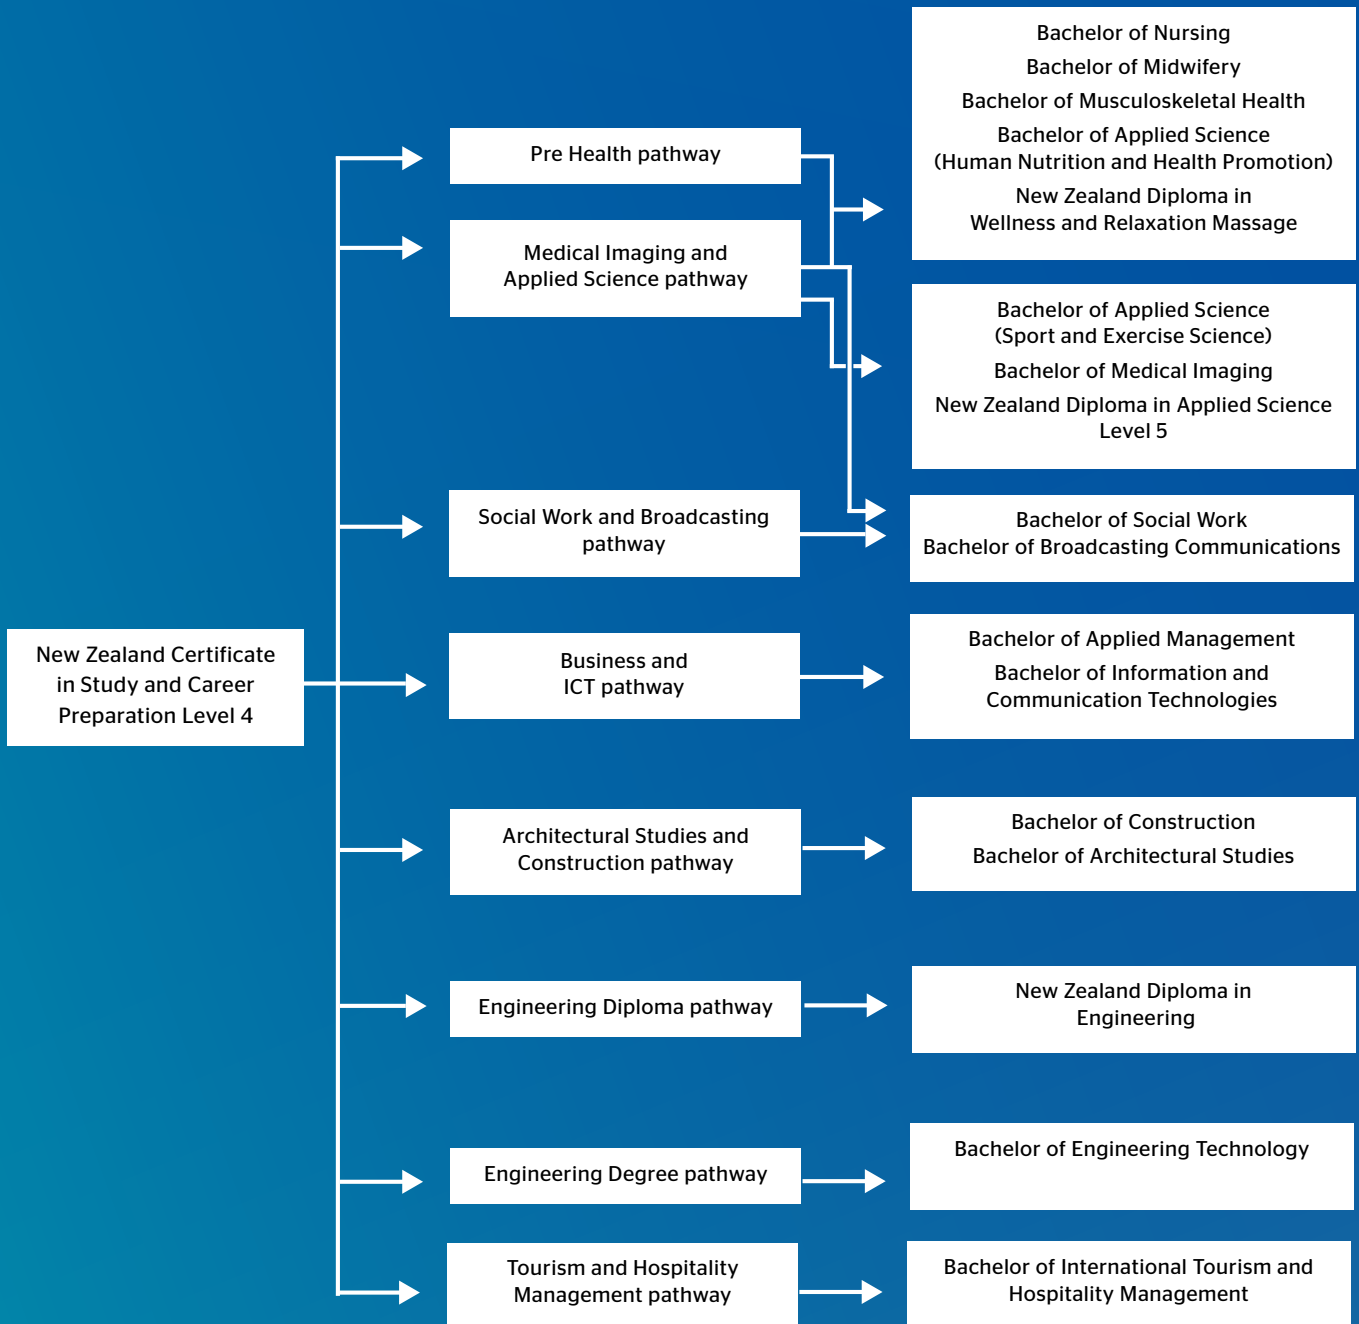 New Zealand Certificate
in Study and Career
Preparation Level 4
Pre Health pathway
Medical Imaging and
Applied Science pathway
Social Work and Broadcasting
pathway
Business and
ICT pathway
Architectural Studies and
Construction pathway
Engineering Diploma pathway
Engineering Degree pathway
Tourism and Hospitality
Management pathway
Bachelor of Nursing
Bachelor of Midwifery
Bachelor of Musculoskeletal Health
Bachelor of Applied Science
(Human Nutrition and Health Promotion)
New Zealand Diploma in
Wellness and Relaxation Massage
Bachelor of Applied Science
(Sport and Exercise Science)
Bachelor of Medical Imaging
New Zealand Diploma in Applied Science
Level 5
Bachelor of Social Work
Bachelor of Broadcasting Communications
Bachelor of Applied Management
Bachelor of Information and
Communication Technologies
Bachelor of Construction
Bachelor of Architectural Studies
New Zealand Diploma in
Engineering
Bachelor of Engineering Technology
Bachelor of International Tourism and
Hospitality Management